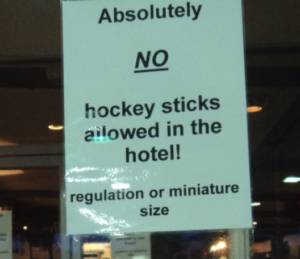 Absolutely
NO
hockey sticks
allowed in the
hotel!
regulation or miniature
size